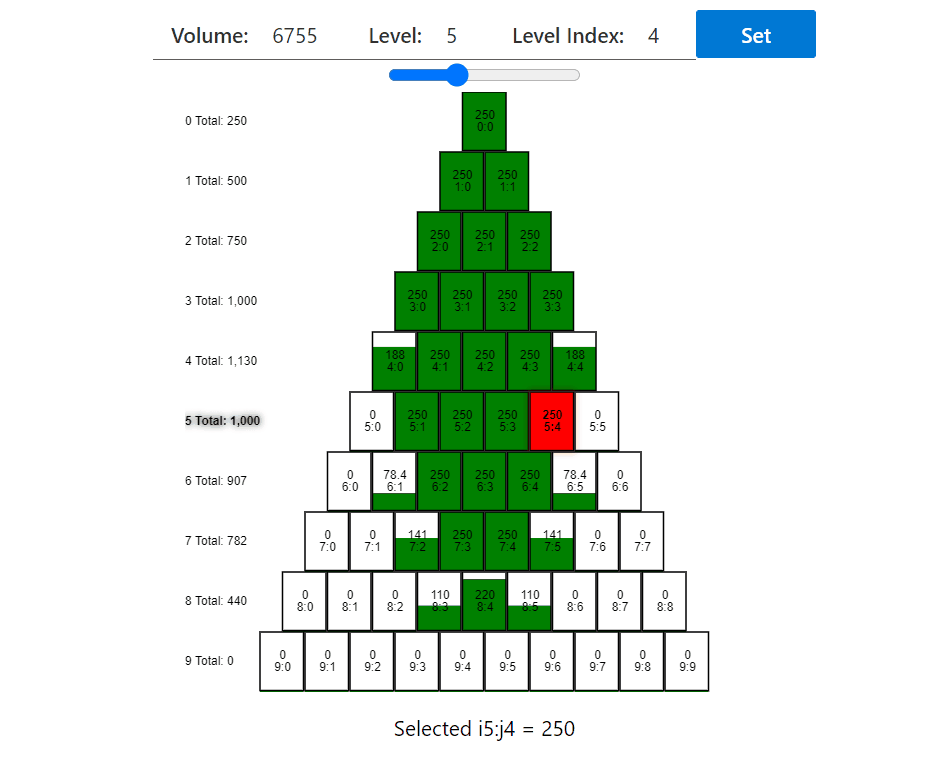 Volume: 6755 Level: 5 Level Index: 4 Set
250
0:0
0 Total: 250
250 250
1:0 1:1
1 Total: 500
250 250 250
2:0 2:1 2:2
2 Total: 750
250 250 250 250
3:0 3:1 3:2 3:3
3 Total: 1,000
188 250 250 250 188
4:0 4:1 4:2 4:3 4:4
4 Total: 1,130
0 250 250 250 250 0
5:0 5:1 5:2 5:3 5:4 5:5
5 Total: 1,000
0 78.4 250 250 250 78.4 0
6:0 6:1 6:2 6:3 6:4 6:5 6:6
6 Total: 907
0 0 141 250 250 141 0 0
7:0 7:1 7:2 7:3 7:4 7:5 7:6 7:7
7 Total: 782
0 0 0 110 220 110 0 0 0
8:0 8:1 8:2 8:3 8:4 8:5 8:6 8:7 8:8
8 Total: 440
0 0 0 0 0 0 0 0 0 0
9:0 9:1 9:2 9:3 9:4 9:5 9:6 9:7 9:8 9:9
9 Total: 0
Selected i5:j4 = 250